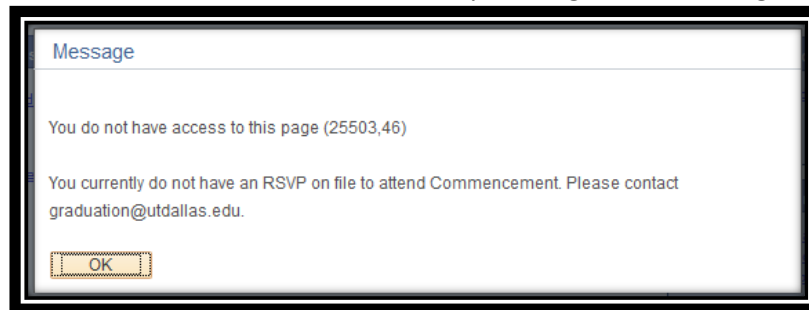 Message
You do not have access to this page (25503,46)
You currently do not have an RSVP on file to attend Commencement. Please contact
graduation@utdallas.edu.
OK